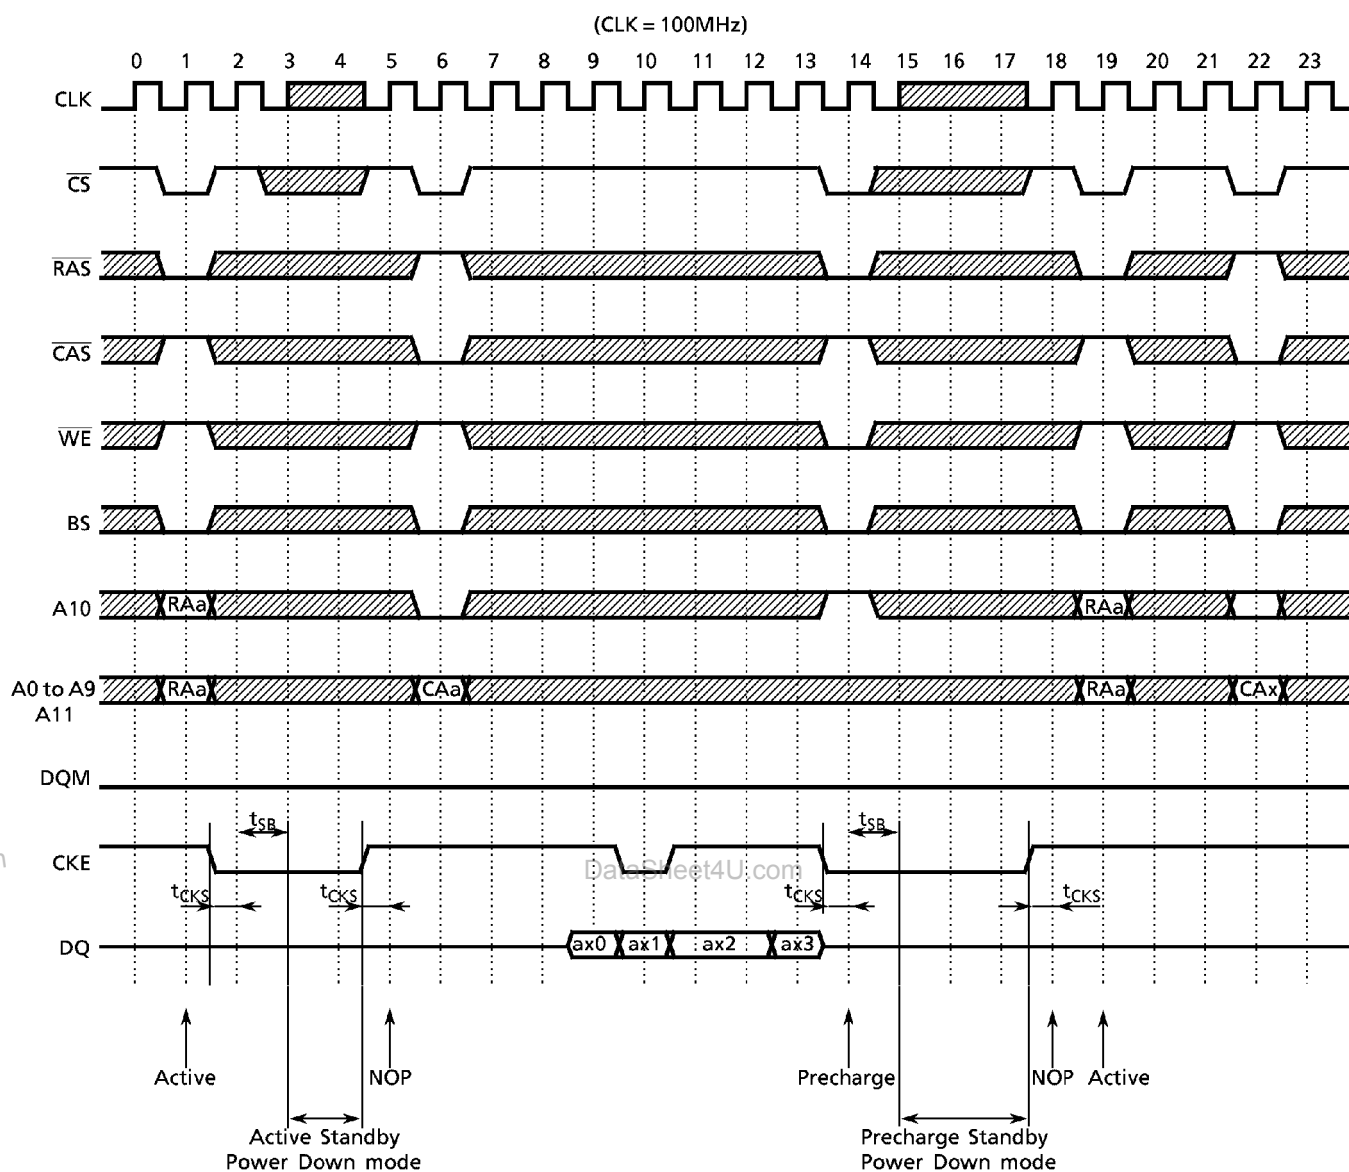 (CLK = 100MHz)
0 1 2 3 4 5 6 7 8 9 10 11 12 13 14 15 16 17 18 19 20 21 22 23
CLK
CS
RAS
CAS
WE
BS
A10 RAa RAa
A0 to A9 RAa CAa RAa CAx
A11
DQM
tSB tSB
CKE
DataSheet4U.com
tCKS tCKS tCKS tCKS
DQ ax0 ax1 ax2 ax3
Active NOP Precharge NOP Active
Active Standby Precharge Standby
Power Down mode Power Down mode